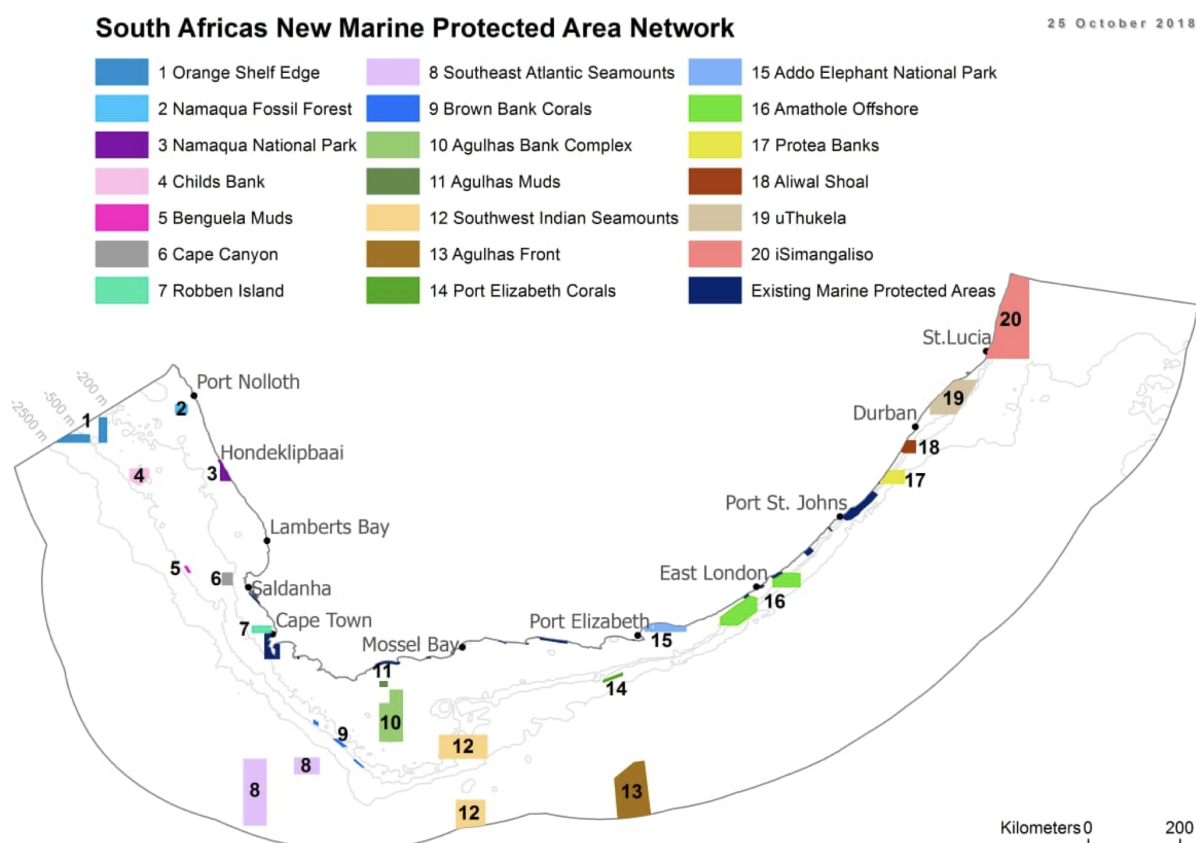 South Africas New Marine Protected Area Network
25 October 2018
1 Orange Shelf Edge
2 Namaqua Fossil Forest
3 Namaqua National Park
4 Childs Bank
5 Benguela Muds
6 Cape Canyon
7 Robben Island
8 Southeast Atlantic Seamounts
9 Brown Bank Corals
10 Agulhas Bank Complex
11 Agulhas Muds
12 Southwest Indian Seamounts
13 Agulhas Front
14 Port Elizabeth Corals
15 Addo Elephant National Park
16 Amathole Offshore
17 Protea Banks
18 Aliwal Shoal
19 uThukela
20 iSimangaliso
Existing Marine Protected Areas
20
St.Lucia
Port Nolloth
-200 m
-500 m
-2500 m
1
2
19
Durban
18
Hondeklipbaai
3
4
17
Port St. Johns
Lamberts Bay
5
6
Saldanha
East London
16
7
Cape Town
Port Elizabeth
15
Mossel Bay
11
14
10
9
12
8
8
13
12
Kilometers 0
200